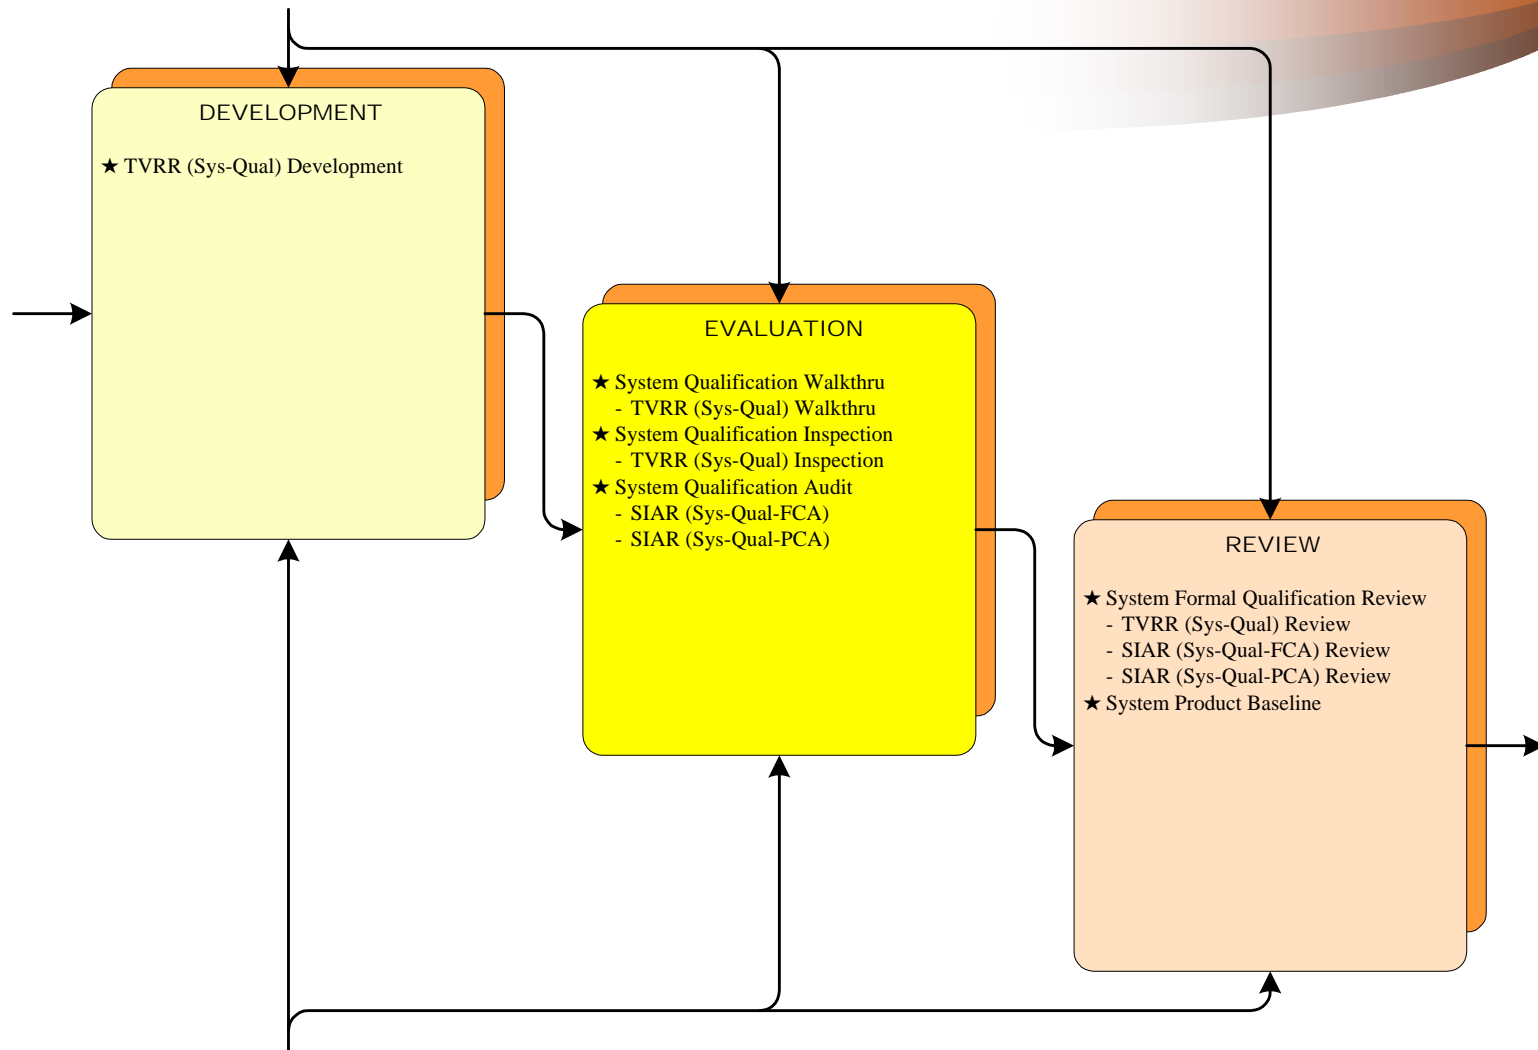 DEVELOPMENT
★ TVRR (Sys-Qual) Development
EVALUATION
★ System Qualification Walkthru
- TVRR (Sys-Qual) Walkthru
★ System Qualification Inspection
- TVRR (Sys-Qual) Inspection
★ System Qualification Audit
- SIAR (Sys-Qual-FCA)
- SIAR (Sys-Qual-PCA)
REVIEW
★ System Formal Qualification Review
- TVRR (Sys-Qual) Review
- SIAR (Sys-Qual-FCA) Review
- SIAR (Sys-Qual-PCA) Review
★ System Product Baseline